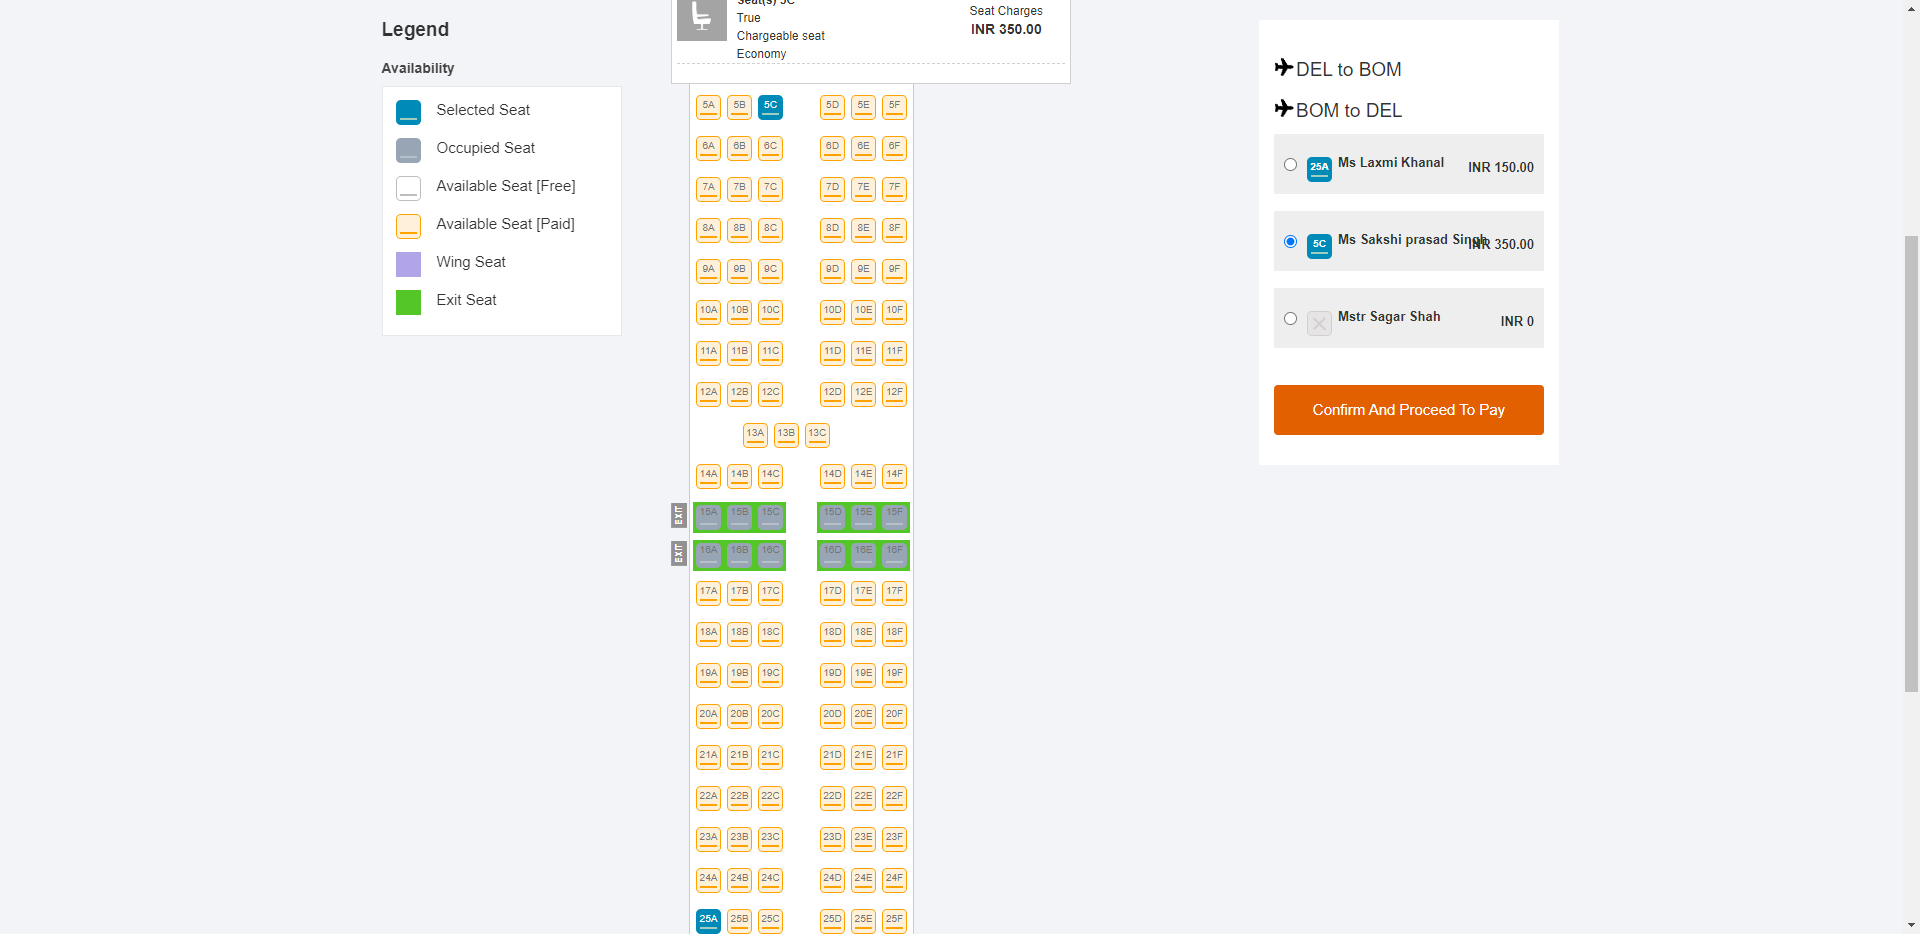 Legend
Availability
Selected Seat
Occupied Seat
Available Seat [Free]
Available Seat [Paid]
Wing Seat
Exit Seat
Seat(s) 5C
True
Chargeable seat
Economy
Seat Charges
INR 350.00
5A 5B 5C 5D 5E 5F
6A 6B 6C 6D 6E 6F
7A 7B 7C 7D 7E 7F
8A 8B 8C 8D 8E 8F
9A 9B 9C 9D 9E 9F
10A 10B 10C 10D 10E 10F
11A 11B 11C 11D 11E 11F
12A 12B 12C 12D 12E 12F
13A 13B 13C
14A 14B 14C 14D 14E 14F
EXIT 15A 15B 15C 15D 15E 15F
EXIT 16A 16B 16C 16D 16E 16F
17A 17B 17C 17D 17E 17F
18A 18B 18C 18D 18E 18F
19A 19B 19C 19D 19E 19F
20A 20B 20C 20D 20E 20F
21A 21B 21C 21D 21E 21F
22A 22B 22C 22D 22E 22F
23A 23B 23C 23D 23E 23F
24A 24B 24C 24D 24E 24F
25A 25B 25C 25D 25E 25F
DEL to BOM
BOM to DEL
25A Ms Laxmi Khanal INR 150.00
5C Ms Sakshi prasad Singh INR 350.00
Mstr Sagar Shah INR 0
Confirm And Proceed To Pay